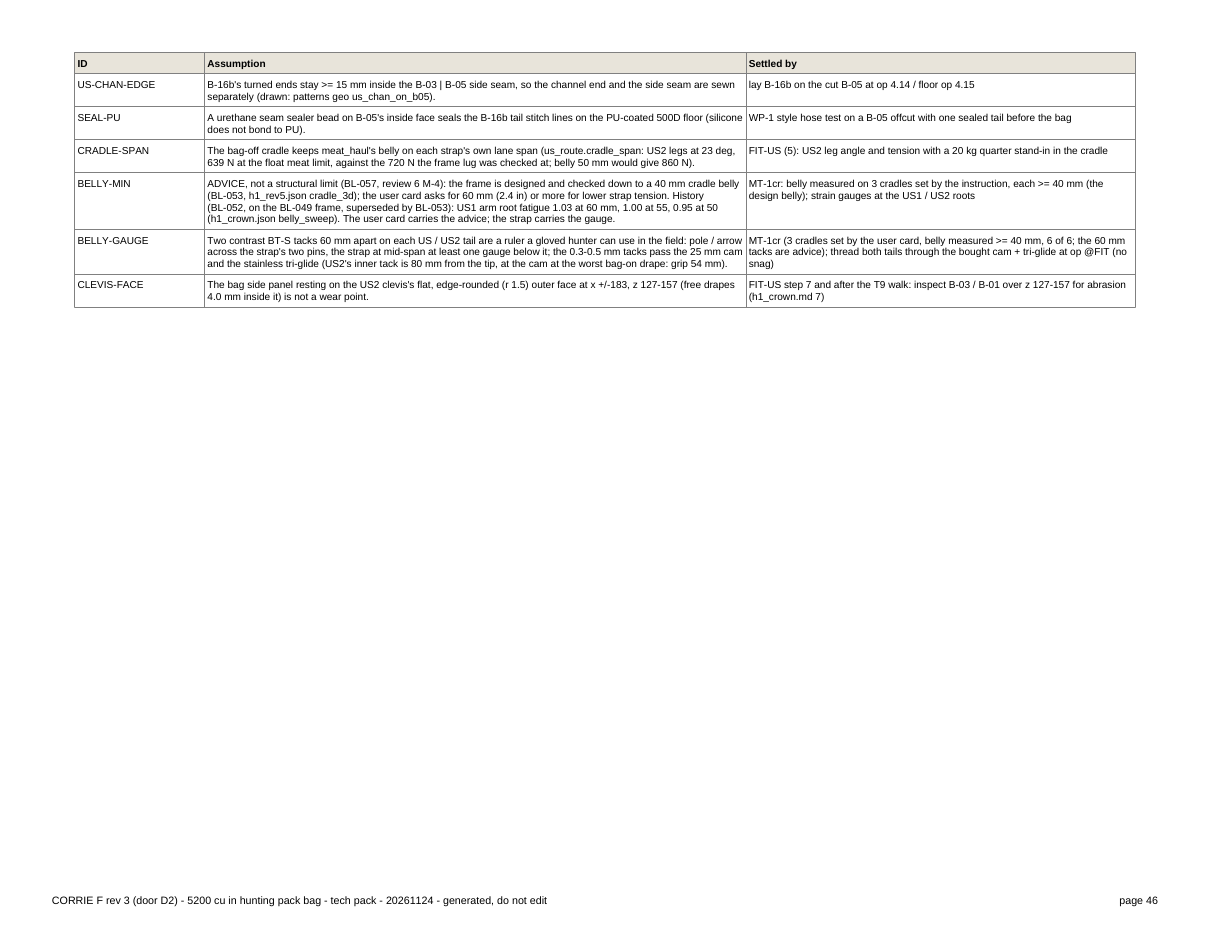 ID Assumption Settled by
US-CHAN-EDGE B-16b's turned ends stay >= 15 mm inside the B-03 | B-05 side seam, so the channel end and the side seam are sewn lay B-16b on the cut B-05 at op 4.14 / floor op 4.15
separately (drawn: patterns geo us_chan_on_b05).
SEAL-PU A urethane seam sealer bead on B-05's inside face seals the B-16b tail stitch lines on the PU-coated 500D floor (silicone WP-1 style hose test on a B-05 offcut with one sealed tail before the bag
does not bond to PU).
CRADLE-SPAN The bag-off cradle keeps meat_haul's belly on each strap's own lane span (us_route.cradle_span: US2 legs at 23 deg, FIT-US (5): US2 leg angle and tension with a 20 kg quarter stand-in in the cradle
639 N at the float meat limit, against the 720 N the frame lug was checked at; belly 50 mm would give 860 N).
BELLY-MIN ADVICE, not a structural limit (BL-057, review 6 M-4): the frame is designed and checked down to a 40 mm cradle belly MT-1cr: belly measured on 3 cradles set by the instruction, each >= 40 mm (the
(BL-053, h1_rev5.json cradle_3d); the user card asks for 60 mm (2.4 in) or more for lower strap tension. History design belly); strain gauges at the US1 / US2 roots
(BL-052, on the BL-049 frame, superseded by BL-053): US1 arm root fatigue 1.03 at 60 mm, 1.00 at 55, 0.95 at 50
(h1_crown.json belly_sweep). The user card carries the advice; the strap carries the gauge.
BELLY-GAUGE Two contrast BT-S tacks 60 mm apart on each US / US2 tail are a ruler a gloved hunter can use in the field: pole / arrow MT-1cr (3 cradles set by the user card, belly measured >= 40 mm, 6 of 6; the 60 mm
across the strap's two pins, the strap at mid-span at least one gauge below it; the 0.3-0.5 mm tacks pass the 25 mm cam tacks are advice); thread both tails through the bought cam + tri-glide at op @FIT (no
and the stainless tri-glide (US2's inner tack is 80 mm from the tip, at the cam at the worst bag-on drape: grip 54 mm). snag)
CLEVIS-FACE The bag side panel resting on the US2 clevis's flat, edge-rounded (r 1.5) outer face at x +/-183, z 127-157 (free drapes FIT-US step 7 and after the T9 walk: inspect B-03 / B-01 over z 127-157 for abrasion
4.0 mm inside it) is not a wear point. (h1_crown.md 7)
CORRIE F rev 3 (door D2) - 5200 cu in hunting pack bag - tech pack - 20261124 - generated, do not edit page 46